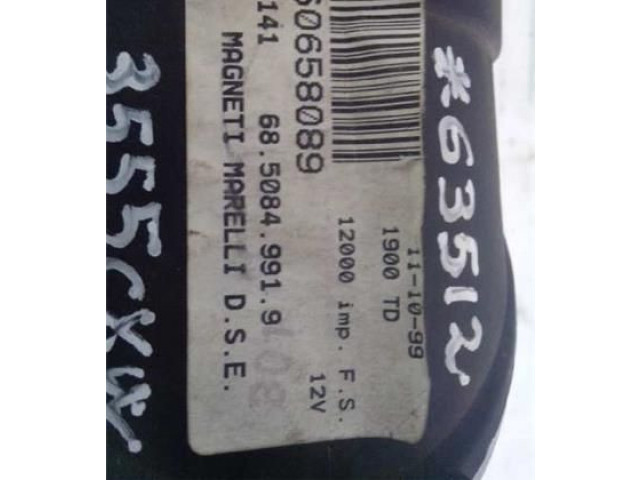 *63512
11-10-99
1900 TD
12000 imp. F.S. 12V
60658089
141 68.5084.991.9
MAGNETI MARELLI D.S.E.
3555CXW